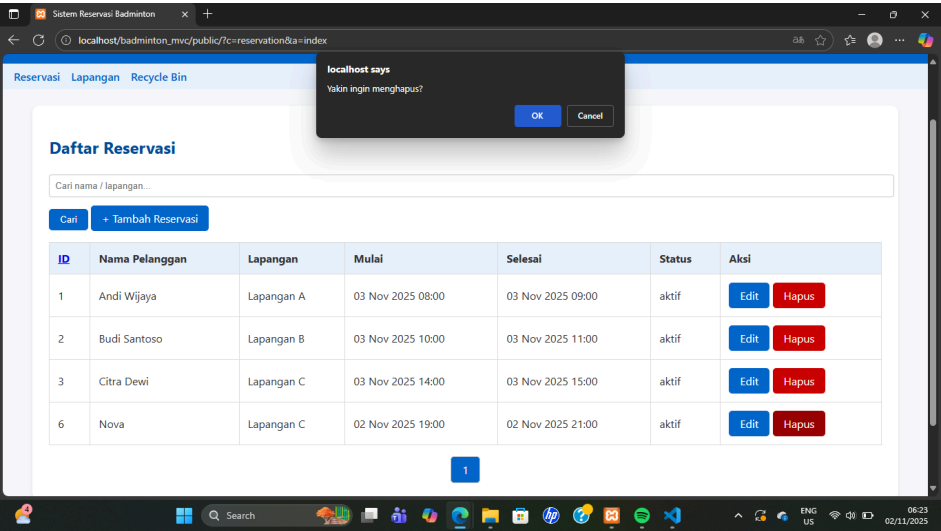 Sistem Reservasi Badminton
localhost/badminton_mvc/public/?c=reservation&a=index
localhost says
Yakin ingin menghapus?
OK Cancel
Reservasi Lapangan Recycle Bin
Daftar Reservasi
Cari nama / lapangan...
Cari + Tambah Reservasi
ID Nama Pelanggan Lapangan Mulai Selesai Status Aksi
1 Andi Wijaya Lapangan A 03 Nov 2025 08:00 03 Nov 2025 09:00 aktif Edit Hapus
2 Budi Santoso Lapangan B 03 Nov 2025 10:00 03 Nov 2025 11:00 aktif Edit Hapus
3 Citra Dewi Lapangan C 03 Nov 2025 14:00 03 Nov 2025 15:00 aktif Edit Hapus
6 Nova Lapangan C 02 Nov 2025 19:00 02 Nov 2025 21:00 aktif Edit Hapus
1
4 Search hp ENG 06:23
US 02/11/2025